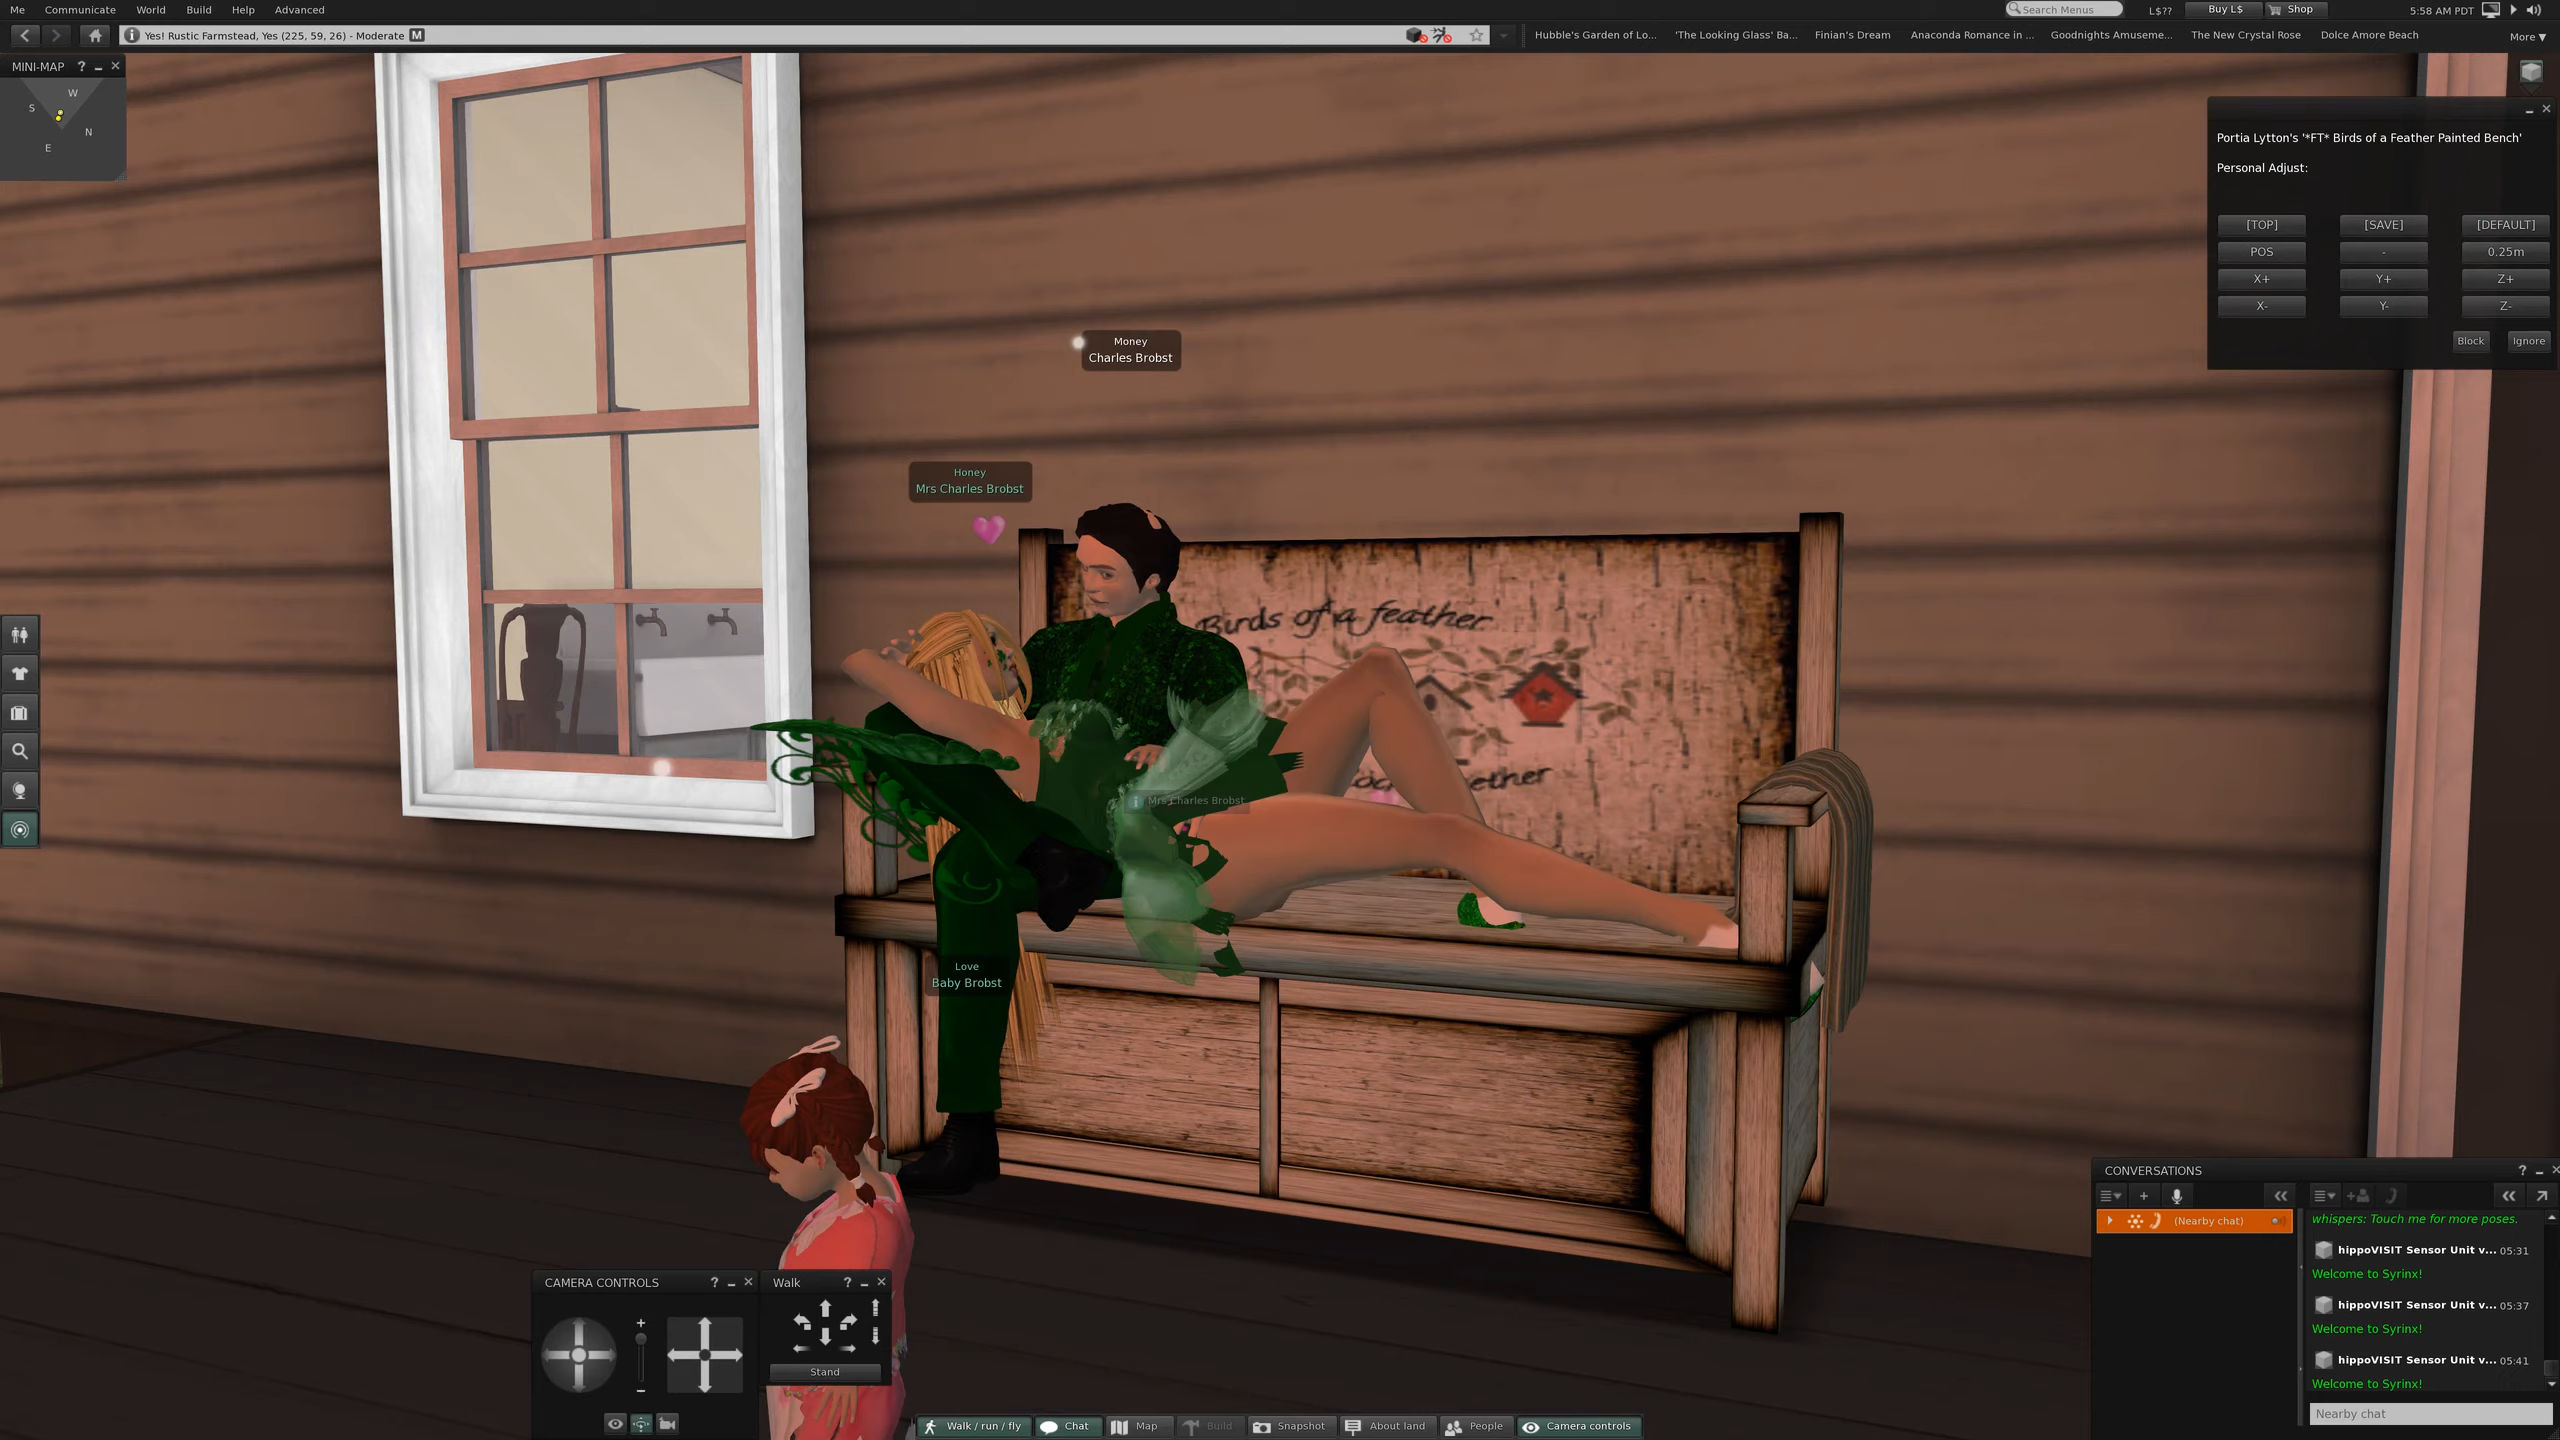 Me Communicate World Build Help Advanced
Search Menus
L$?? Buy L$ Shop
5:58 AM PDT
Yes! Rustic Farmstead, Yes (225, 59, 26) - Moderate M
Hubble's Garden of Lo... 'The Looking Glass' Ba... Finian's Dream Anaconda Romance in ... Goodnights Amuseme... The New Crystal Rose Dolce Amore Beach
More ▼
MINI-MAP ?
W
S
N
E
Portia Lytton's '*FT* Birds of a Feather Painted Bench'
Personal Adjust:
[TOP] [SAVE] [DEFAULT]
POS - 0.25m
X+ Y+ Z+
X- Y- Z-
Block Ignore
Money
Charles Brobst
Honey
Mrs Charles Brobst
Birds of a feather
Mrs Charles Brobst
Love
Baby Brobst
CAMERA CONTROLS ?
Walk ?
Stand
Walk / run / fly Chat Map Build Snapshot About land People Camera controls
CONVERSATIONS ?
(Nearby chat)
whispers: Touch me for more poses.
hippoVISIT Sensor Unit v... 05:31
Welcome to Syrinx!
hippoVISIT Sensor Unit v... 05:37
Welcome to Syrinx!
hippoVISIT Sensor Unit v... 05:41
Welcome to Syrinx!
Nearby chat